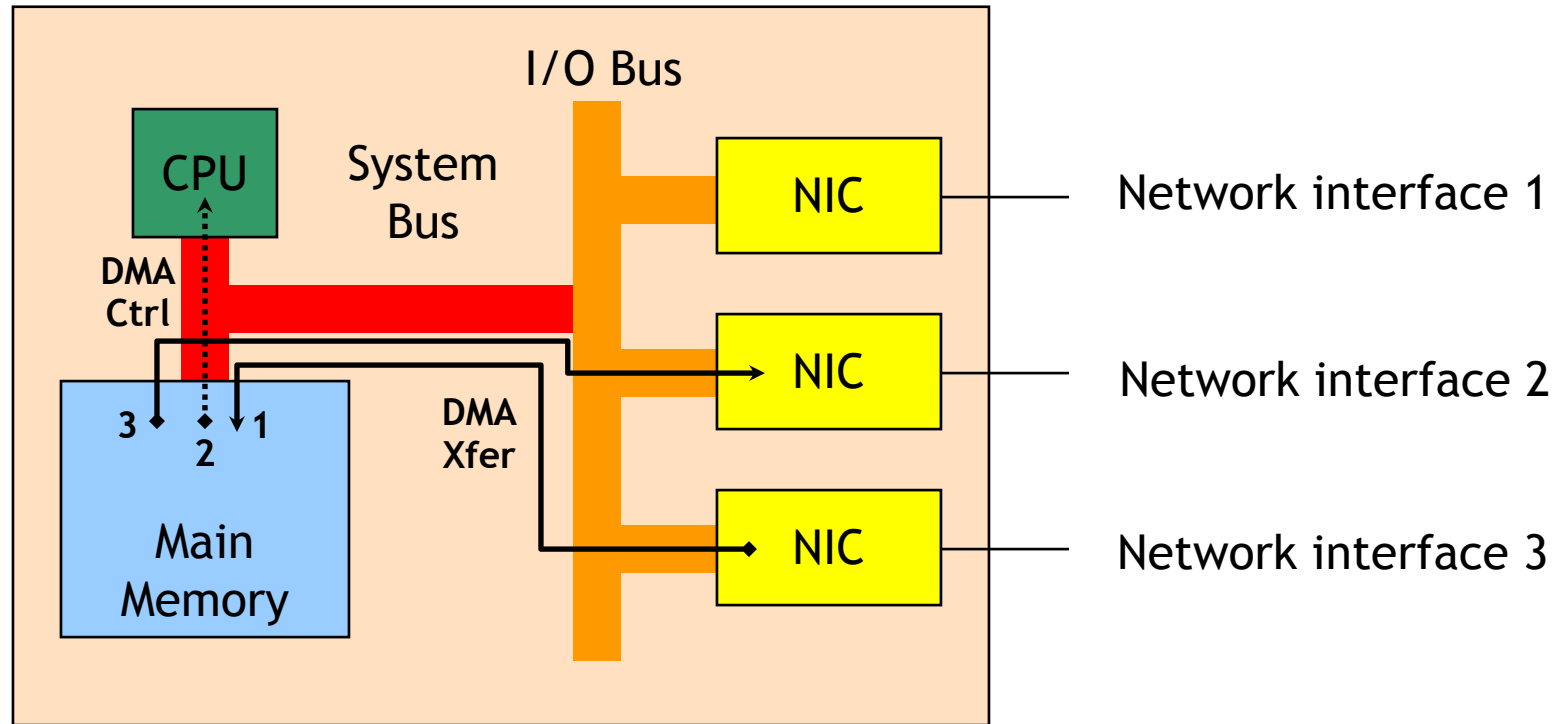 I/O Bus
CPU
System
Bus
NIC
Network interface 1
DMA
Ctrl
NIC
Network interface 2
3
2
1
DMA
Xfer
Main
Memory
NIC
Network interface 3